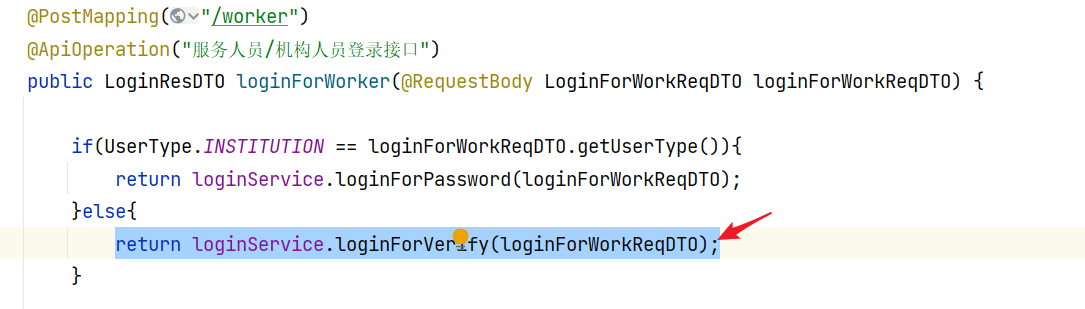 @PostMapping("/worker")
@ApiOperation("服务人员/机构人员登录接口")
public LoginResDTO loginForWorker(@RequestBody LoginForWorkReqDTO loginForWorkReqDTO) {
if(UserType.INSTITUTION == loginForWorkReqDTO.getUserType()){
return loginService.loginForPassword(loginForWorkReqDTO);
}else{
return loginService.loginForVerify(loginForWorkReqDTO);
}